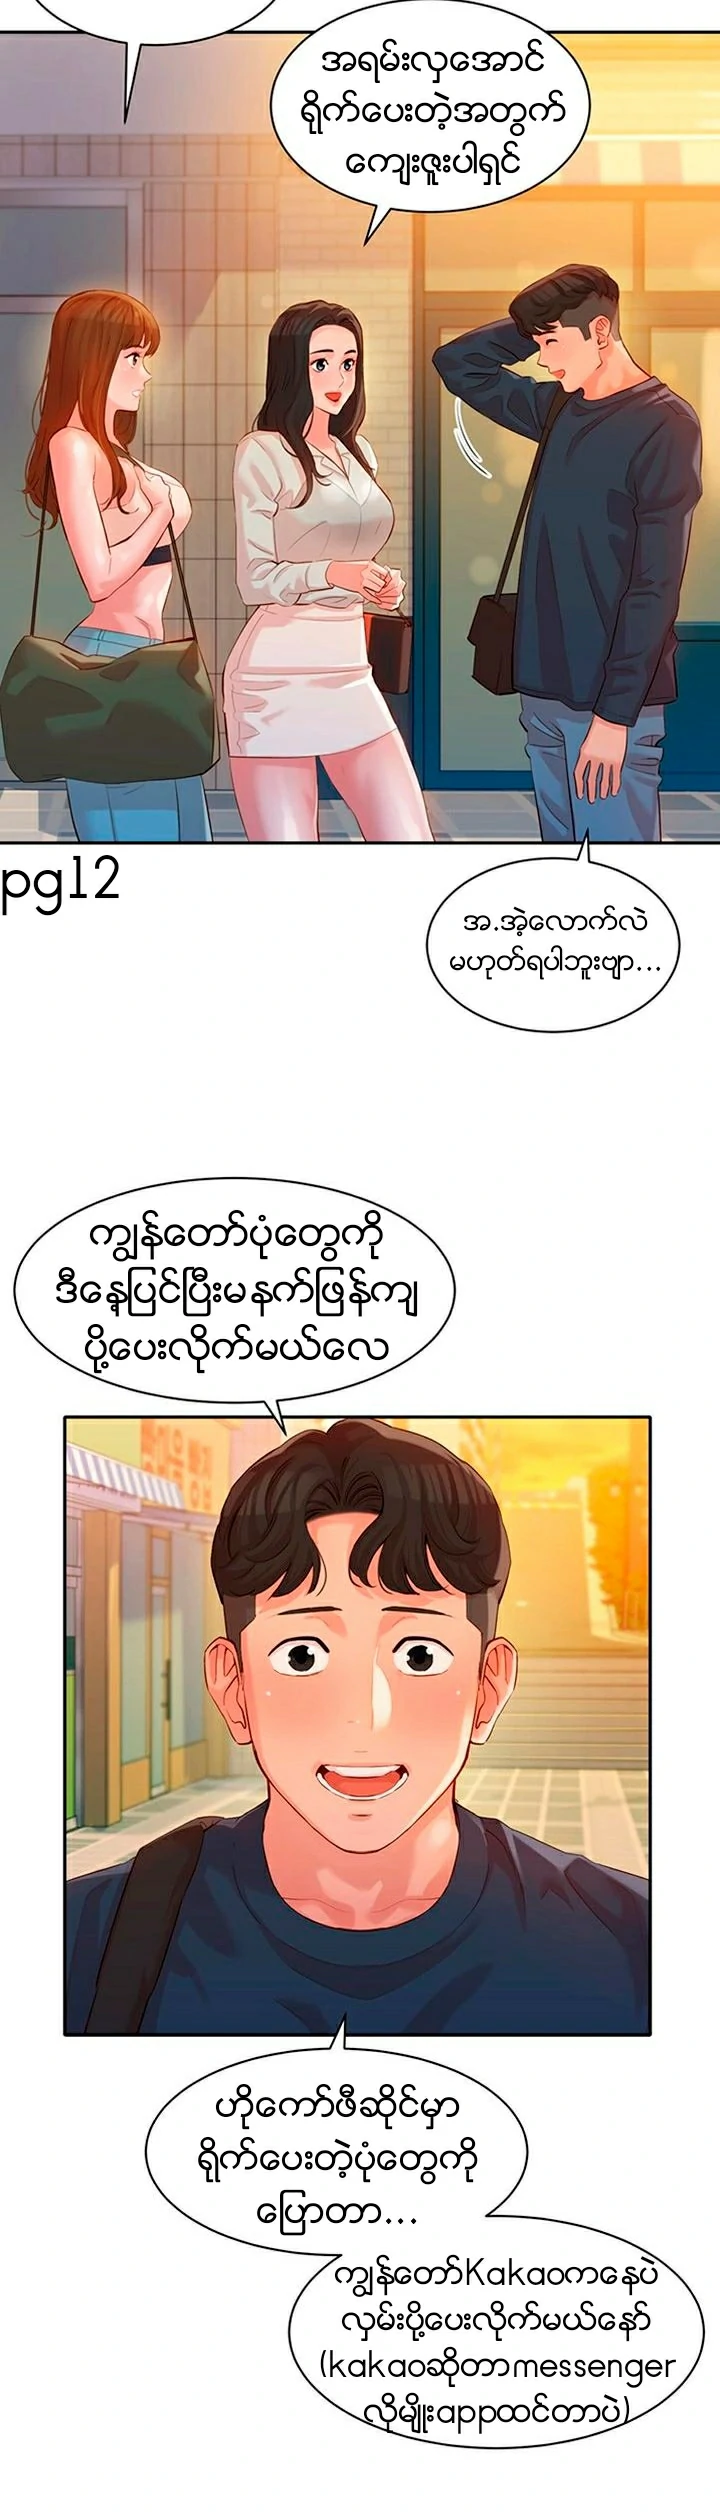 အရမ်းလှအောင်
ရိုက်ပေးတဲ့အတွက်
ကျေးဇူးပါရှင်
pg12
အ.အဲ့လောက်လဲ
မဟုတ်ရပါဘူးဗျာ...
ကျွန်တော်ပုံတွေကို
ဒီနေ့ပြင်ပြီးမနက်ဖြန်ကျ
ပို့ပေးလိုက်မယ်လေ
ဟိုကော်ဖီဆိုင်မှာ
ရိုက်ပေးတဲ့ပုံတွေကို
ပြောတာ...
ကျွန်တော်Kakaoကနေပဲ
လှမ်းပို့ပေးလိုက်မယ်နော်
(kakaoဆိုတာmessenger
လိုမျိုးappထင်တာပဲ)